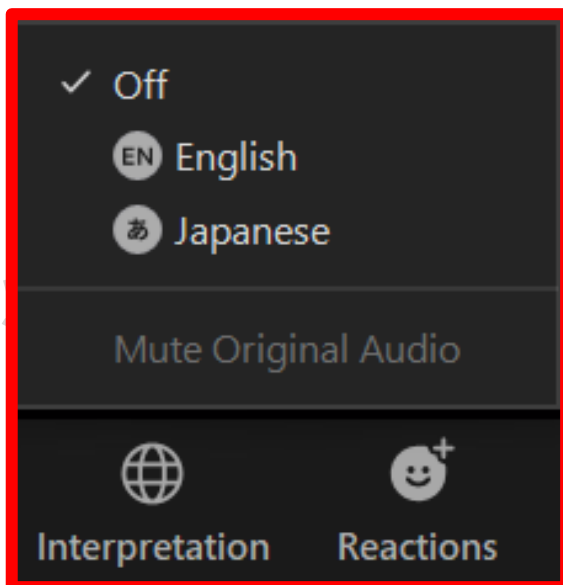 Off
EN English
あ Japanese
Mute Original Audio
Interpretation Reactions